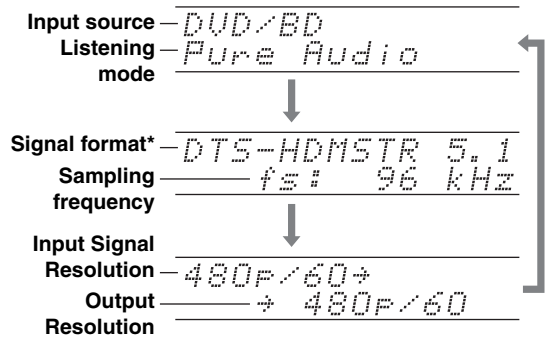 Input source
DVD/BD
Listening
mode
Pure Audio
Signal format*
DTS-HDMSTR 5.1
Sampling
frequency
fs: 96 kHz
Input Signal
Resolution
480p/60→
Output
Resolution
→ 480p/60